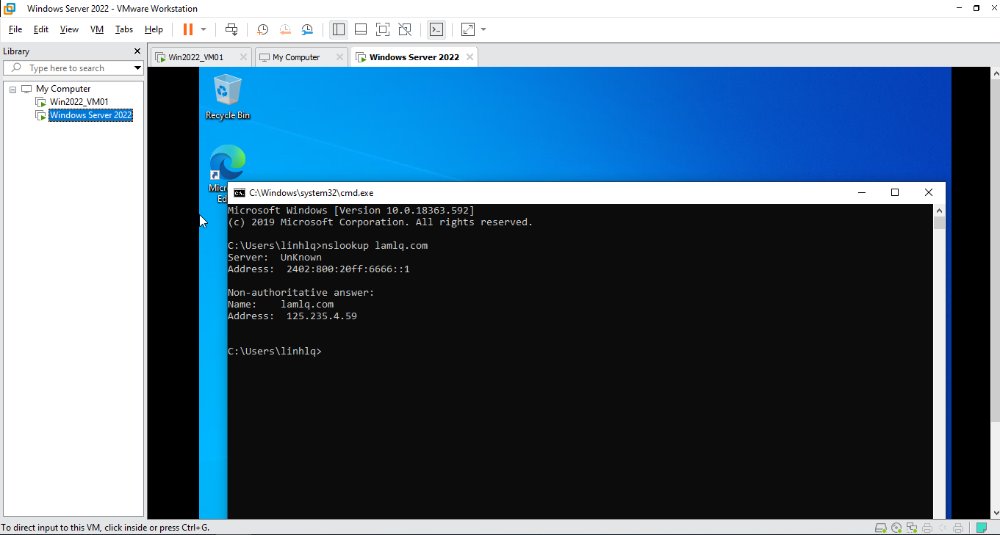 Windows Server 2022 - VMware Workstation
File Edit View VM Tabs Help
Library
Type here to search
My Computer
Win2022_VM01
Windows Server 2022
Win2022_VM01 My Computer Windows Server 2022
Recycle Bin
Micr
Ed
C:\Windows\system32\cmd.exe
Microsoft Windows [Version 10.0.18363.592]
(c) 2019 Microsoft Corporation. All rights reserved.
C:\Users\linhlq>nslookup lamlq.com
Server:  UnKnown
Address:  2402:800:20ff:6666::1
Non-authoritative answer:
Name:    lamlq.com
Address:  125.235.4.59
C:\Users\linhlq>
To direct input to this VM, click inside or press Ctrl+G.